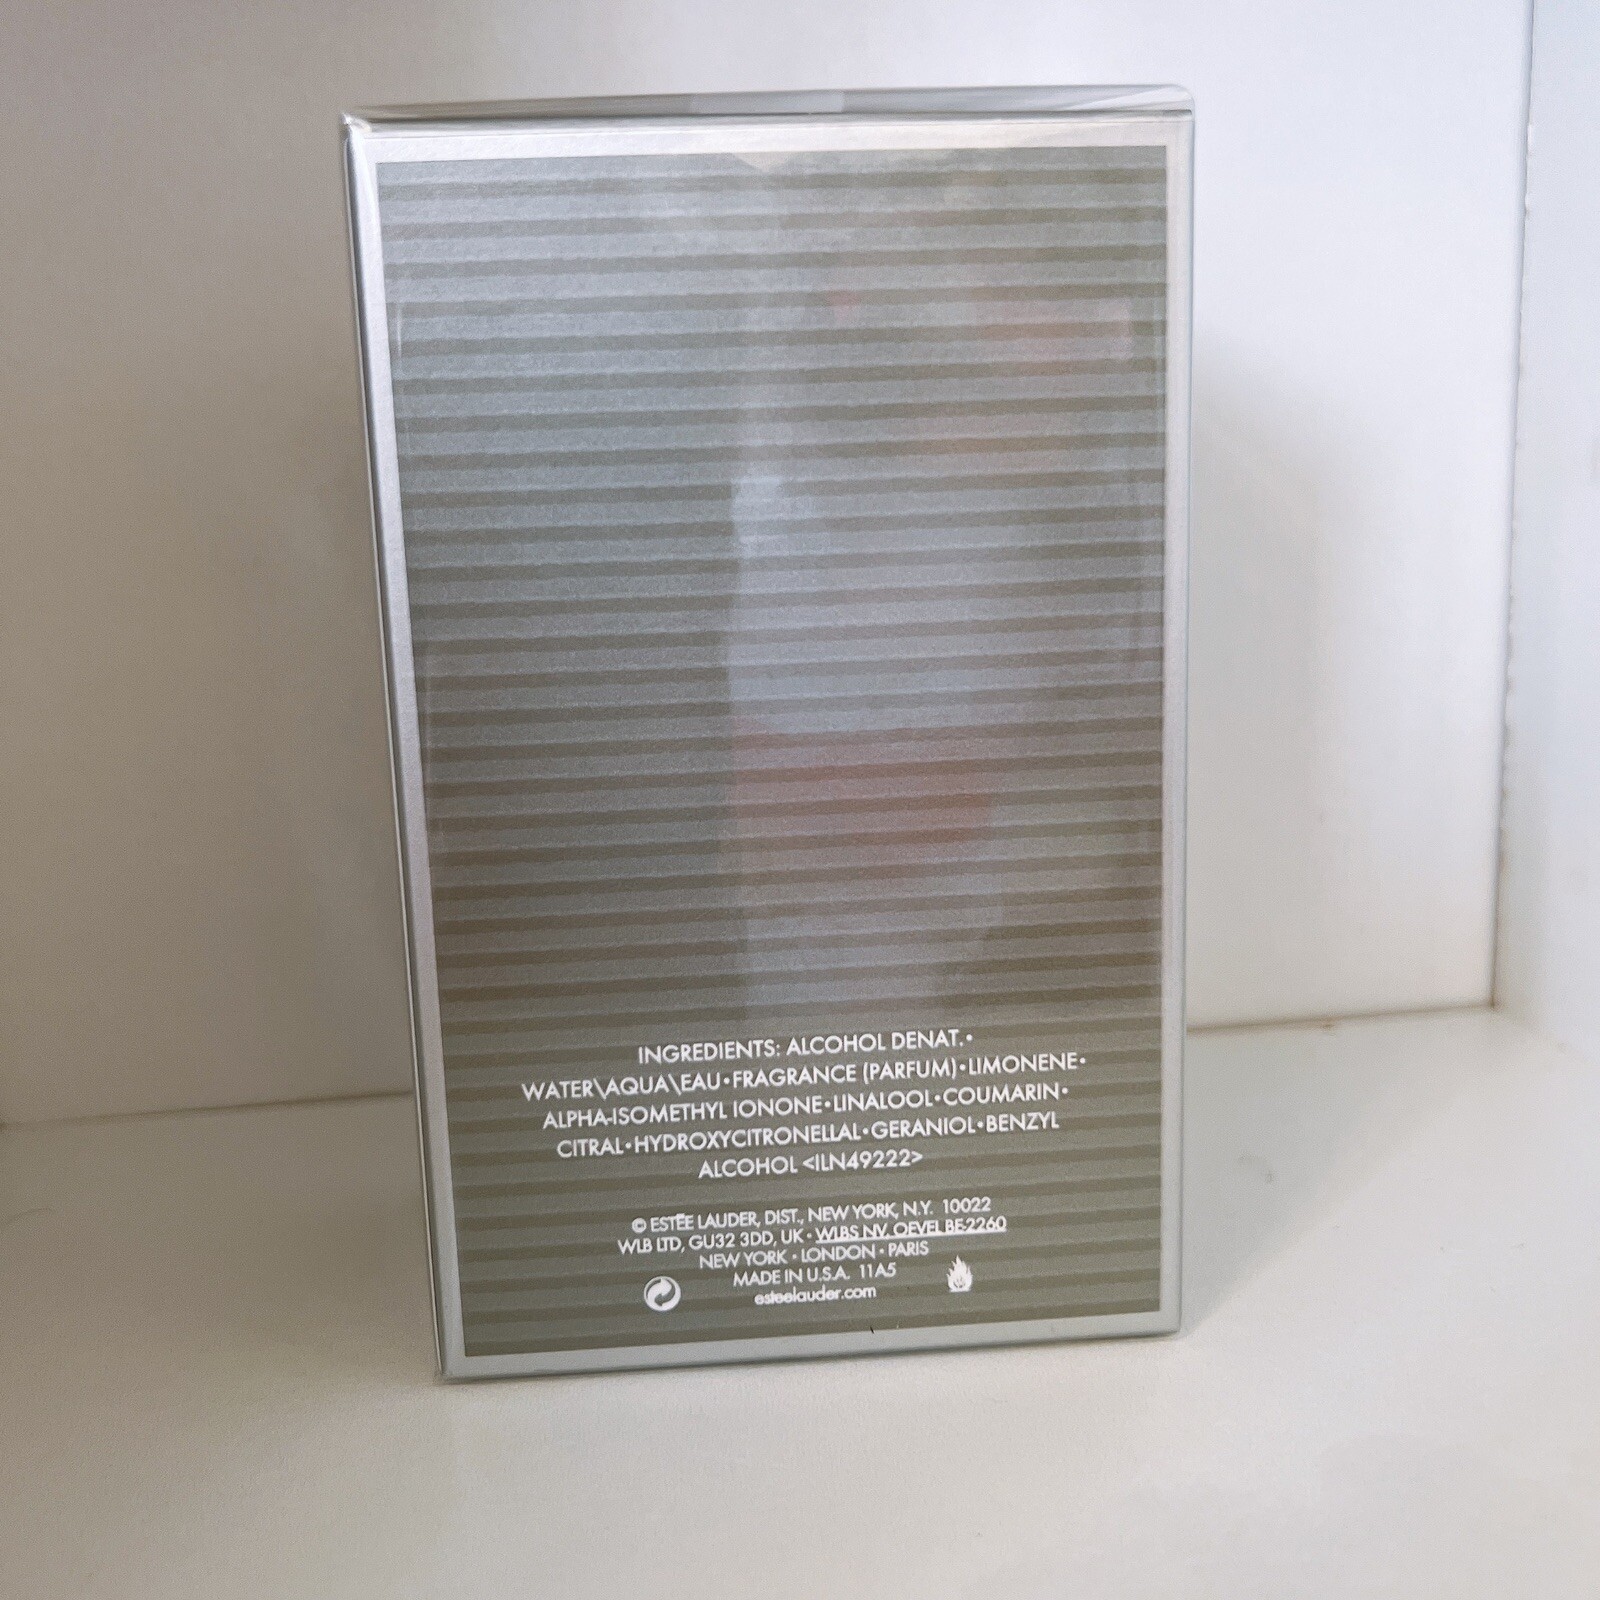 INGREDIENTS: ALCOHOL DENAT.•
WATER\AQUA\EAU•FRAGRANCE (PARFUM)•LIMONENE•
ALPHA-ISOMETHYL IONONE•LINALOOL•COUMARIN•
CITRAL•HYDROXYCITRONELLAL•GERANIOL•BENZYL
ALCOHOL <ILN49222>
© ESTĒE LAUDER, DIST., NEW YORK, N.Y. 10022
WLB LTD, GU32 3DD, UK • WLBS NV, OEVEL BE-2260
NEW YORK • LONDON • PARIS
MADE IN U.S.A. 11A5
esteelauder.com